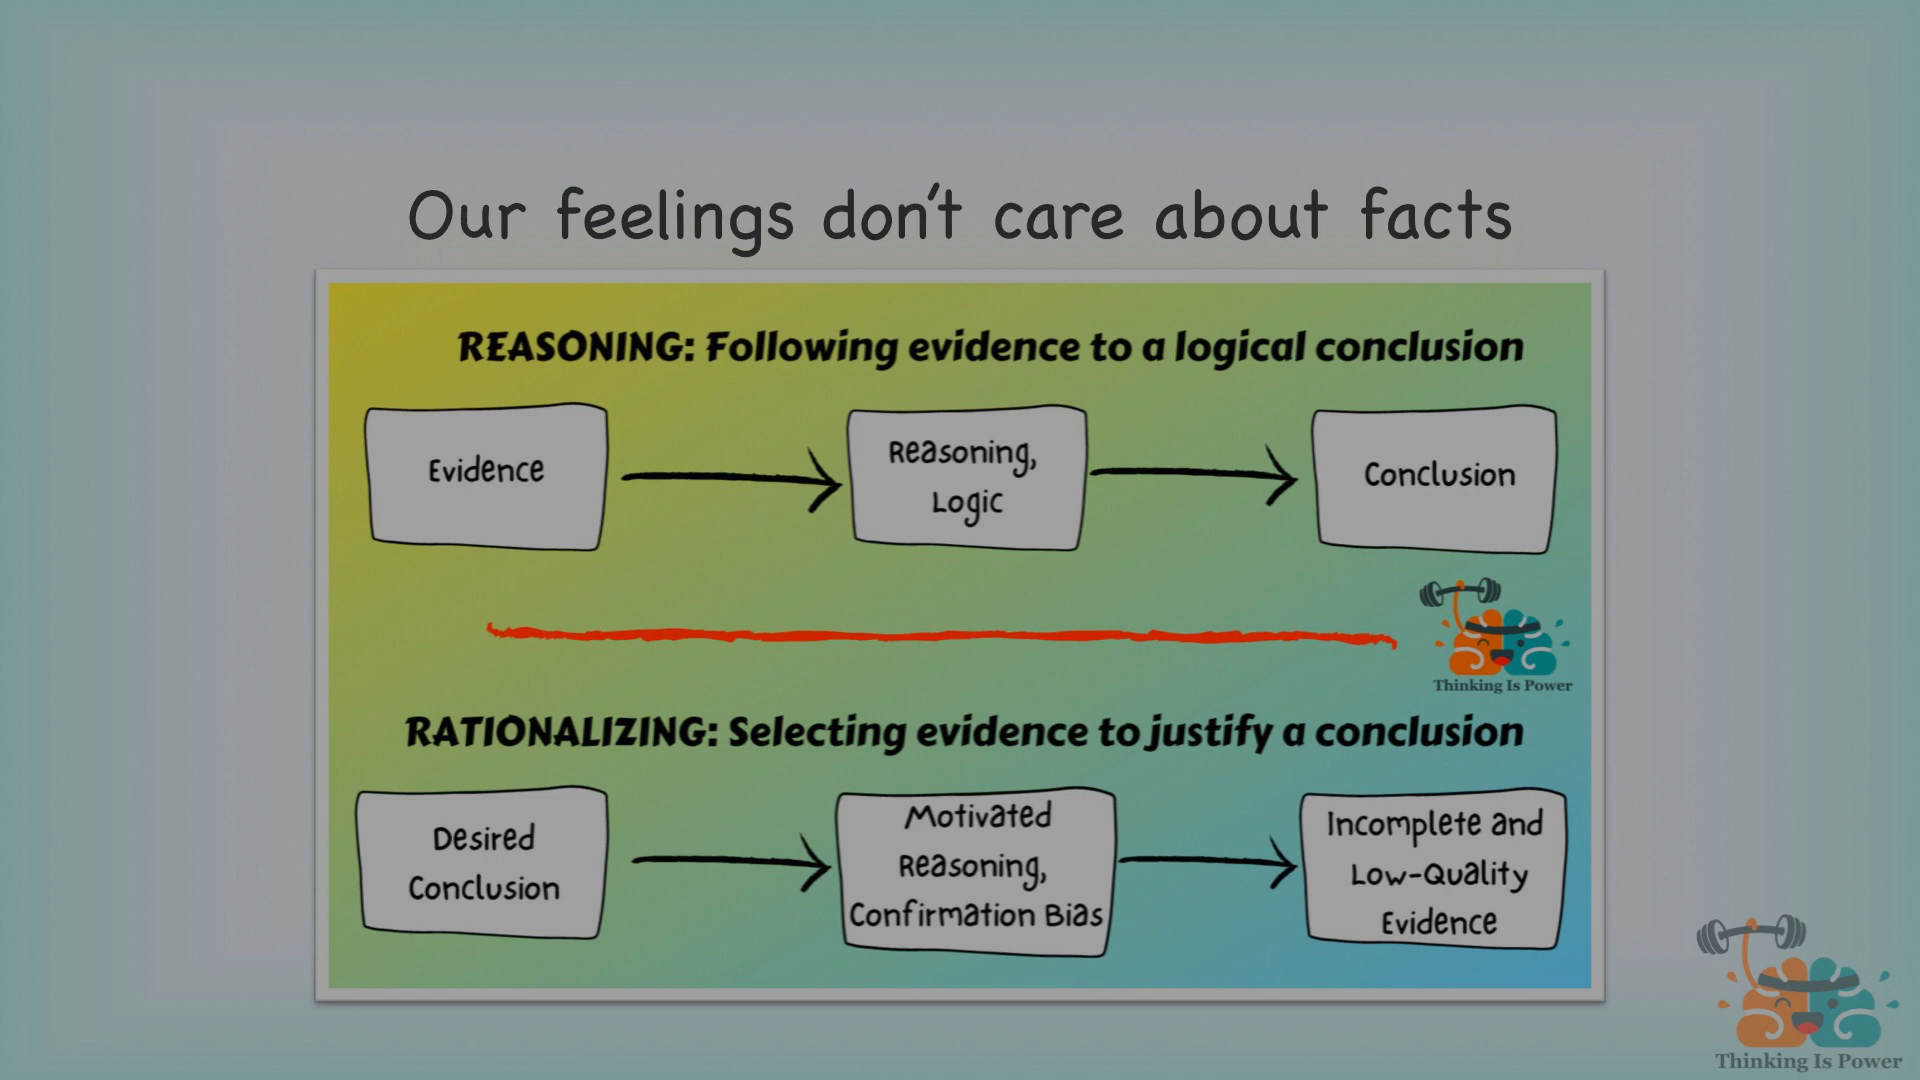 Our feelings don't care about facts
REASONING: Following evidence to a logical conclusion
Evidence
Reasoning,
Logic
Conclusion
Thinking Is Power
RATIONALIZING: Selecting evidence to justify a conclusion
Desired
Conclusion
Motivated
Reasoning,
Confirmation Bias
Incomplete and
Low-Quality
Evidence
Thinking Is Power